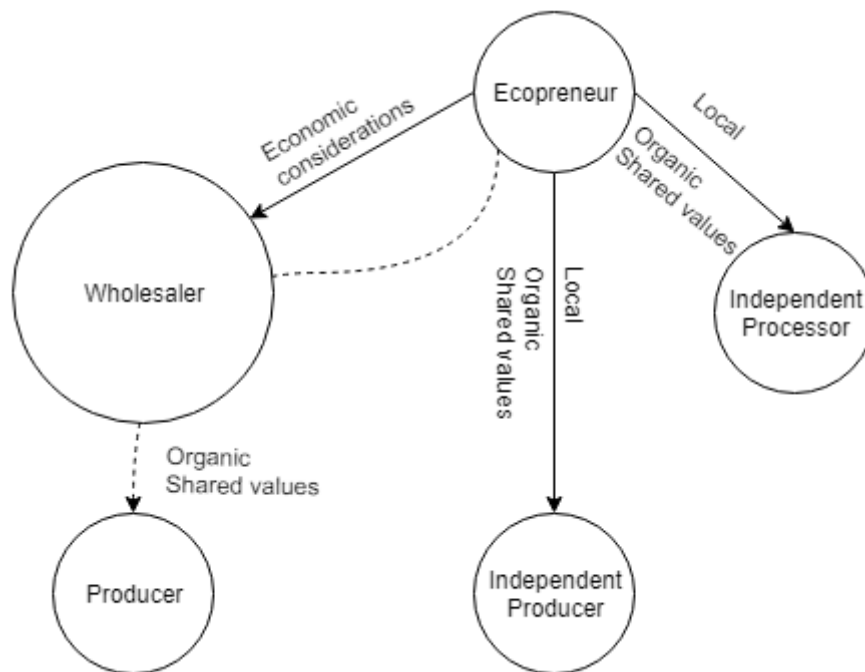 Ecopreneur
Economic
considerations
Local
Organic
Shared values
Wholesaler
Local
Organic
Shared values
Independent
Processor
Organic
Shared values
Producer
Independent
Producer